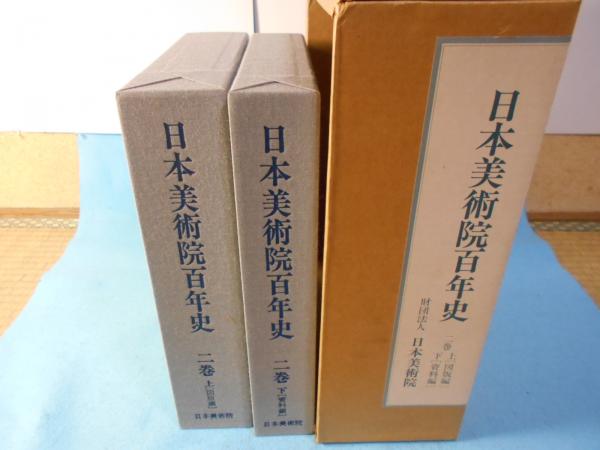 日本美術院百年史
二巻 上［図版編］
日本美術院
日本美術院百年史
二巻 下［資料編］
日本美術院
日本美術院百年史
二巻 上［図版編］
下［資料編］
財団法人 日本美術院